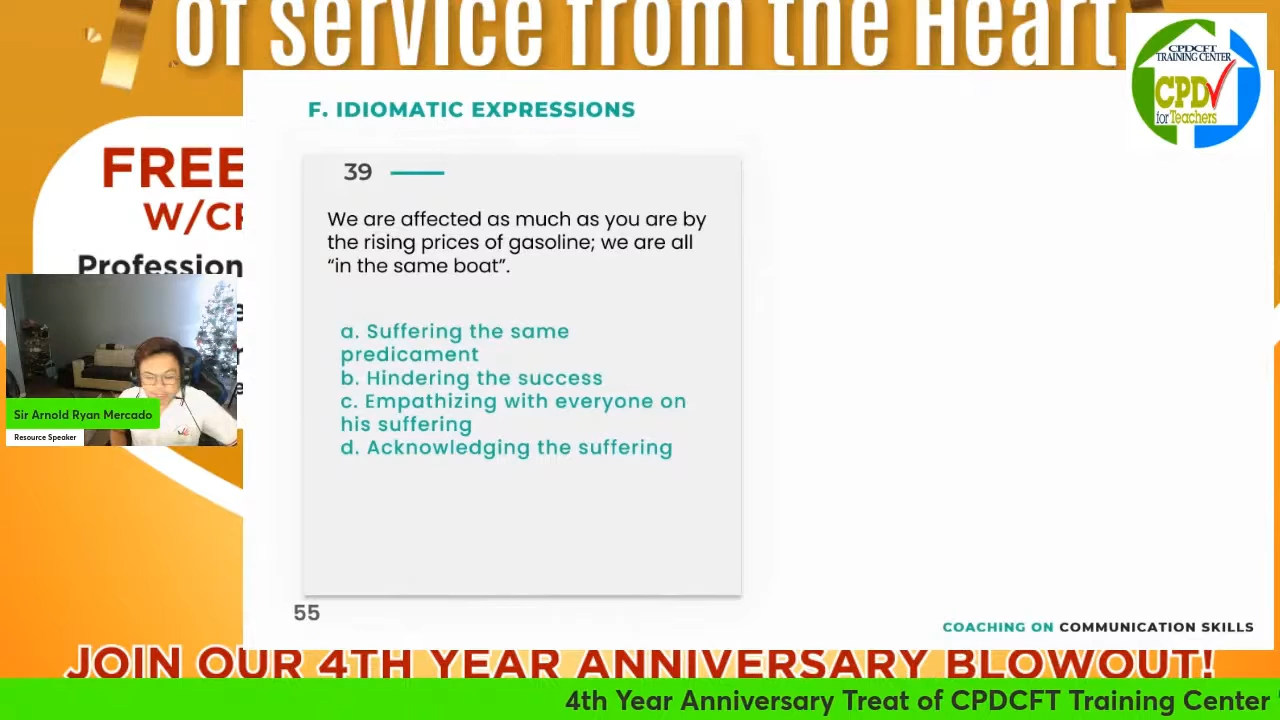 of service from the Heart
CPDCFT
TRAINING CENTER
CPD
for Teachers
F. IDIOMATIC EXPRESSIONS
FREE
39
W/CP
We are affected as much as you are by
the rising prices of gasoline; we are all
“in the same boat”.
Profession
a. Suffering the same
predicament
b. Hindering the success
c. Empathizing with everyone on
his suffering
d. Acknowledging the suffering
Sir Arnold Ryan Mercado
Resource Speaker
55
COACHING ON COMMUNICATION SKILLS
JOIN OUR 4TH YEAR ANNIVERSARY BLOWOUT!
4th Year Anniversary Treat of CPDCFT Training Center